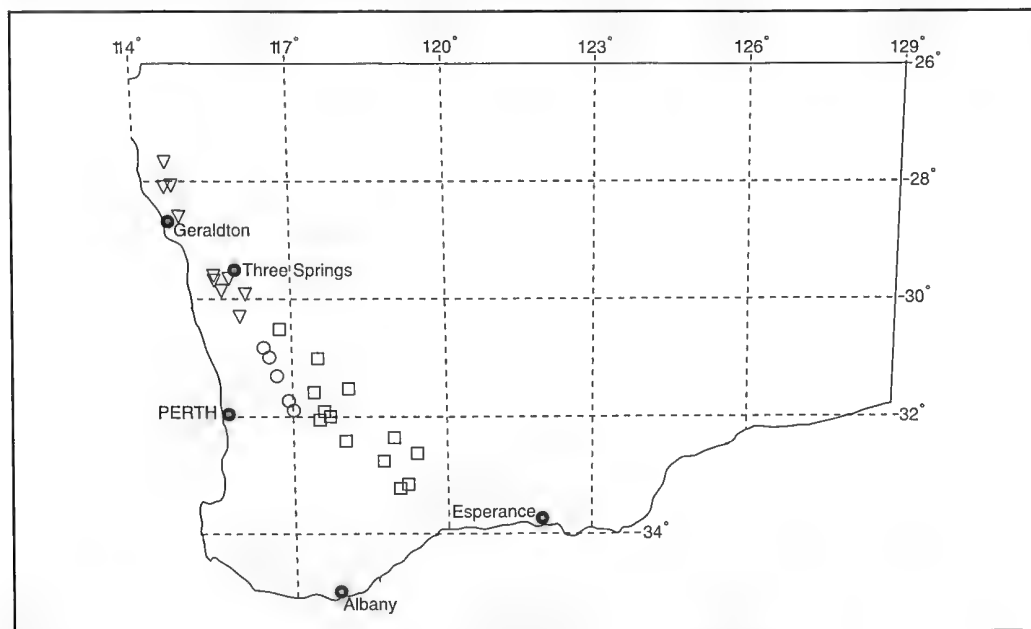 114° 117° 120° 123° 126° 129°
26°
28°
Geraldton
Three Springs
30°
PERTH
32°
Esperance
34°
Albany